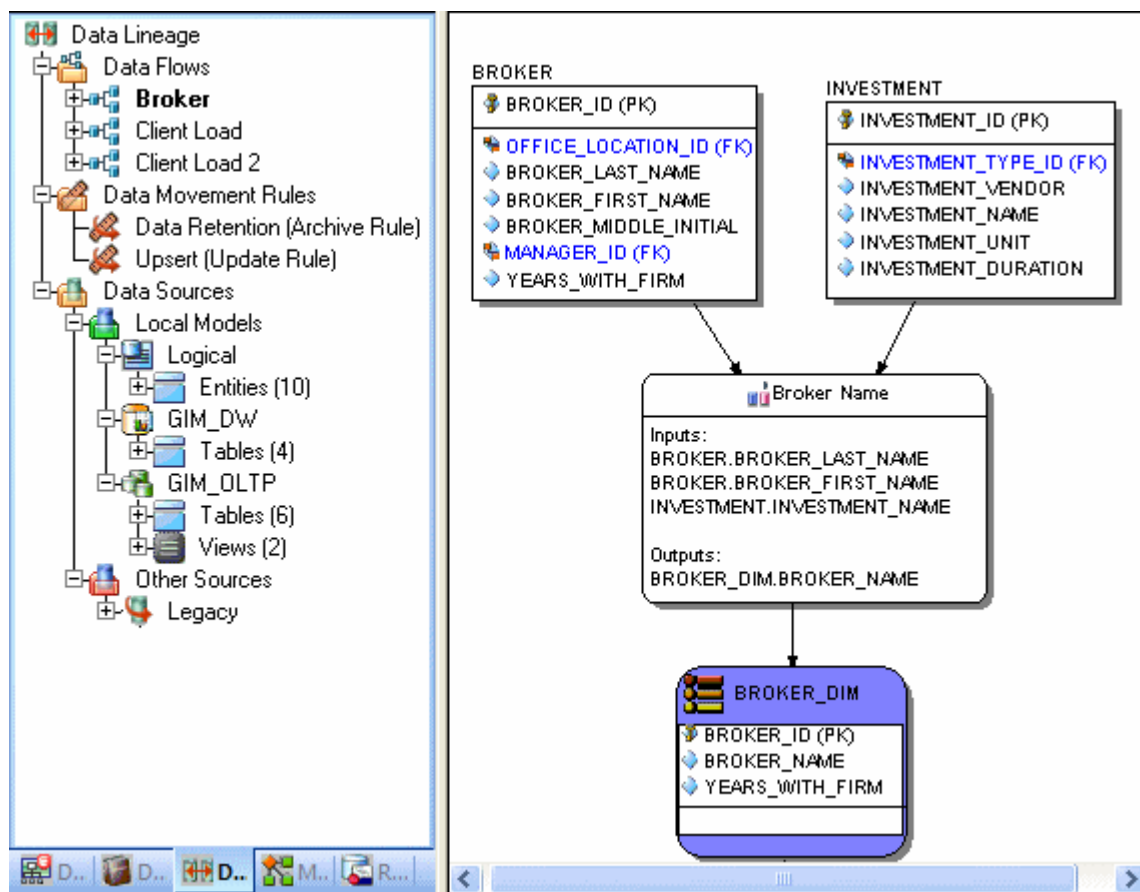 Data Lineage
Data Flows
Broker
Client Load
Client Load 2
Data Movement Rules
Data Retention (Archive Rule)
Upsert (Update Rule)
Data Sources
Local Models
Logical
Entities (10)
GIM_DW
Tables (4)
GIM_OLTP
Tables (6)
Views (2)
Other Sources
Legacy
D..
D..
D..
M..
R...
BROKER
BROKER_ID (PK)
OFFICE_LOCATION_ID (FK)
BROKER_LAST_NAME
BROKER_FIRST_NAME
BROKER_MIDDLE_INITIAL
MANAGER_ID (FK)
YEARS_WITH_FIRM
INVESTMENT
INVESTMENT_ID (PK)
INVESTMENT_TYPE_ID (FK)
INVESTMENT_VENDOR
INVESTMENT_NAME
INVESTMENT_UNIT
INVESTMENT_DURATION
Broker Name
Inputs:
BROKER.BROKER_LAST_NAME
BROKER.BROKER_FIRST_NAME
INVESTMENT.INVESTMENT_NAME
Outputs:
BROKER_DIM.BROKER_NAME
BROKER_DIM
BROKER_ID (PK)
BROKER_NAME
YEARS_WITH_FIRM